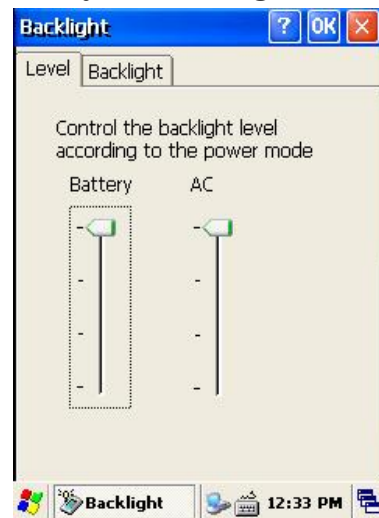 Backlight ? OK ×
Level Backlight
Control the backlight level
according to the power mode
Battery AC
Backlight 12:33 PM